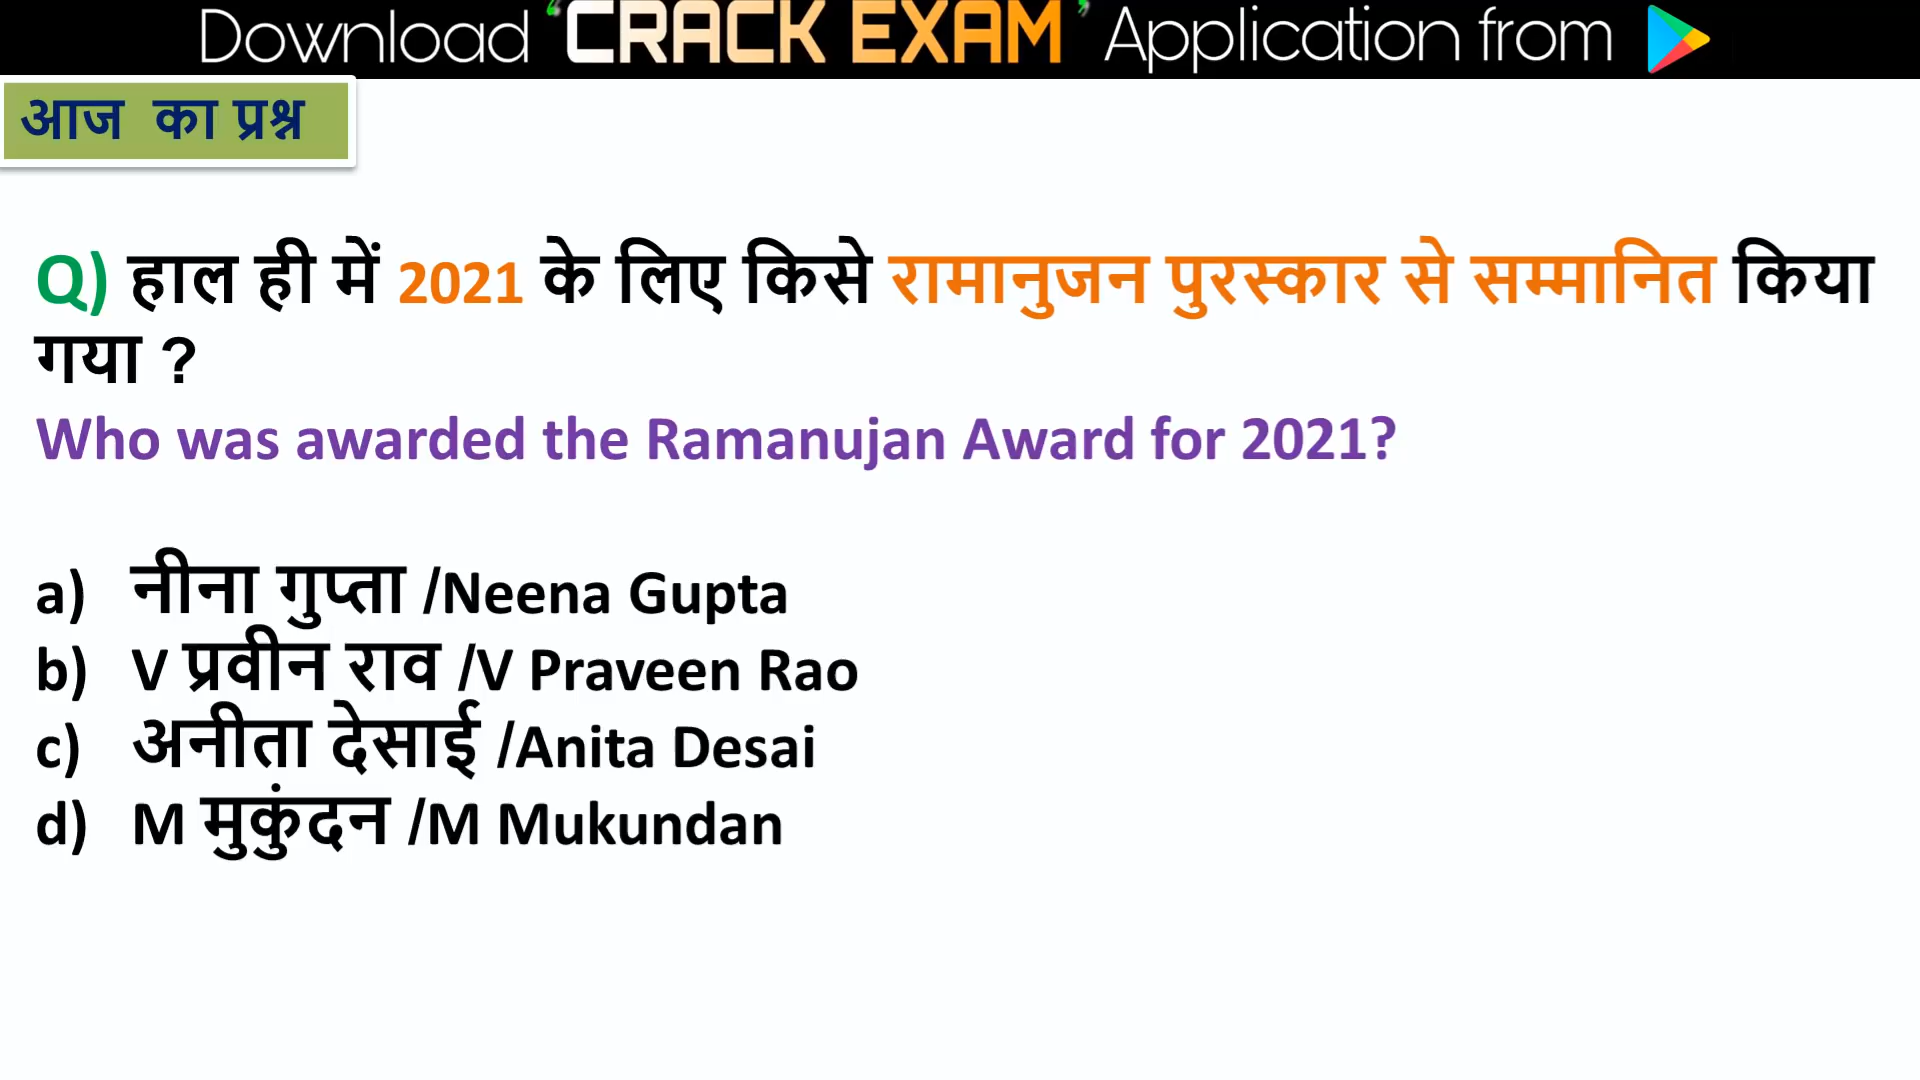 Download 'CRACK EXAM' Application from
आज का प्रश्न
Q) हाल ही में 2021 के लिए किसे रामानुजन पुरस्कार से सम्मानित किया
गया ?
Who was awarded the Ramanujan Award for 2021?
a) नीना गुप्ता /Neena Gupta
b) V प्रवीन राव /V Praveen Rao
c) अनीता देसाई /Anita Desai
d) M मुकुंदन /M Mukundan